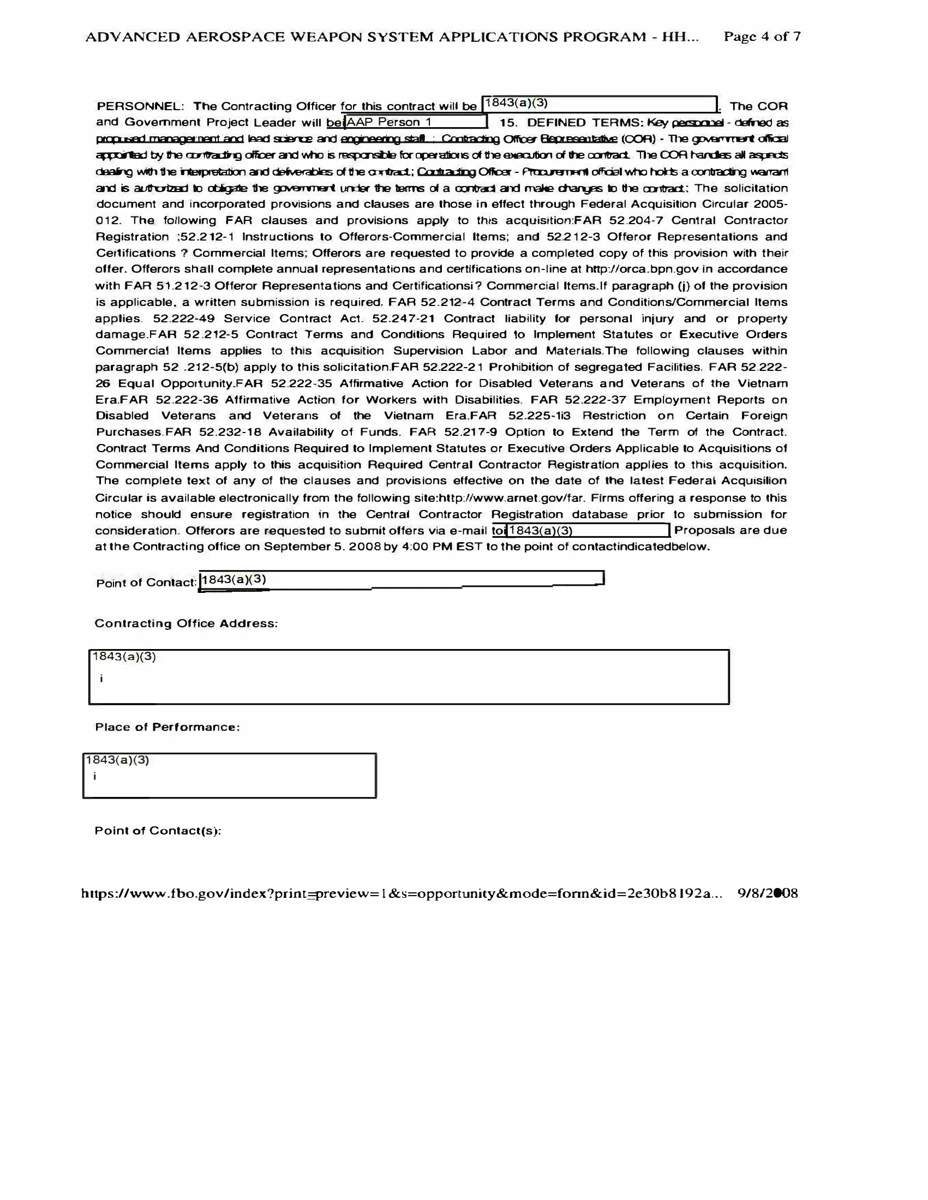 ADVANCED AEROSPACE WEAPON SYSTEM APPLICATIONS PROGRAM - HH... Page 4 of 7
PERSONNEL: The Contracting Officer for this contract will be 1843(a)(3) . The COR
and Government Project Leader will be AAP Person 1 15. DEFINED TERMS: Key personnel - defined as
proposed management and lead science and engineering staff. ; Contracting Officer Representative (COR) - The government official
appointed by the contracting officer and who is responsible for operations of the execution of the contract. The COR handles all aspects
dealing with the interpretation and deliverables of the contract.; Contracting Officer - Procurement official who holds a contracting warrant
and is authorized to obligate the government under the terms of a contract and make changes to the contract.; The solicitation
document and incorporated provisions and clauses are those in effect through Federal Acquisition Circular 2005-
012. The following FAR clauses and provisions apply to this acquisition:FAR 52.204-7 Central Contractor
Registration ;52.212-1 Instructions to Offerors-Commercial Items; and 52.212-3 Offeror Representations and
Certifications ? Commercial Items; Offerors are requested to provide a completed copy of this provision with their
offer. Offerors shall complete annual representations and certifications on-line at http://orca.bpn.gov in accordance
with FAR 51.212-3 Offeror Representations and Certificationsi? Commercial Items.If paragraph (j) of the provision
is applicable, a written submission is required. FAR 52.212-4 Contract Terms and Conditions/Commercial Items
applies. 52.222-49 Service Contract Act. 52.247-21 Contract liability for personal injury and or property
damage.FAR 52.212-5 Contract Terms and Conditions Required to Implement Statutes or Executive Orders
Commercial Items applies to this acquisition Supervision Labor and Materials.The following clauses within
paragraph 52 .212-5(b) apply to this solicitation.FAR 52.222-21 Prohibition of segregated Facilities. FAR 52.222-
26 Equal Opportunity.FAR 52.222-35 Affirmative Action for Disabled Veterans and Veterans of the Vietnam
Era.FAR 52.222-36 Affirmative Action for Workers with Disabilities. FAR 52.222-37 Employment Reports on
Disabled Veterans and Veterans of the Vietnam Era.FAR 52.225-1i3 Restriction on Certain Foreign
Purchases.FAR 52.232-18 Availability of Funds. FAR 52.217-9 Option to Extend the Term of the Contract.
Contract Terms And Conditions Required to Implement Statutes or Executive Orders Applicable to Acquisitions of
Commercial Items apply to this acquisition Required Central Contractor Registration applies to this acquisition.
The complete text of any of the clauses and provisions effective on the date of the latest Federal Acquisition
Circular is available electronically from the following site:http://www.arnet.gov/far. Firms offering a response to this
notice should ensure registration in the Central Contractor Registration database prior to submission for
consideration. Offerors are requested to submit offers via e-mail to 1843(a)(3) Proposals are due
at the Contracting office on September 5. 2008 by 4:00 PM EST to the point of contactindicatedbelow.
Point of Contact: 1843(a)(3)
Contracting Office Address:
1843(a)(3)
i
Place of Performance:
1843(a)(3)
i
Point of Contact(s):
https://www.fbo.gov/index?print_preview=1&s=opportunity&mode=form&id=2e30b8192a... 9/8/2008